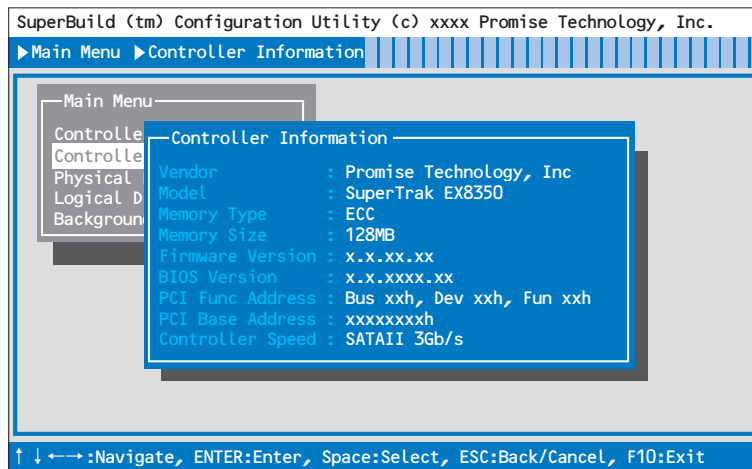 SuperBuild (tm) Configuration Utility (c) xxxx Promise Technology, Inc.
▶Main Menu ▶Controller Information
Main Menu
Controlle
Controlle
Physical
Logical D
Backgroun
Controller Information
Vendor : Promise Technology, Inc
Model : SuperTrak EX8350
Memory Type : ECC
Memory Size : 128MB
Firmware Version : x.x.xx.xx
BIOS Version : x.x.xxxx.xx
PCI Func Address : Bus xxh, Dev xxh, Fun xxh
PCI Base Address : xxxxxxxxh
Controller Speed : SATAII 3Gb/s
↑↓←→:Navigate, ENTER:Enter, Space:Select, ESC:Back/Cancel, F10:Exit